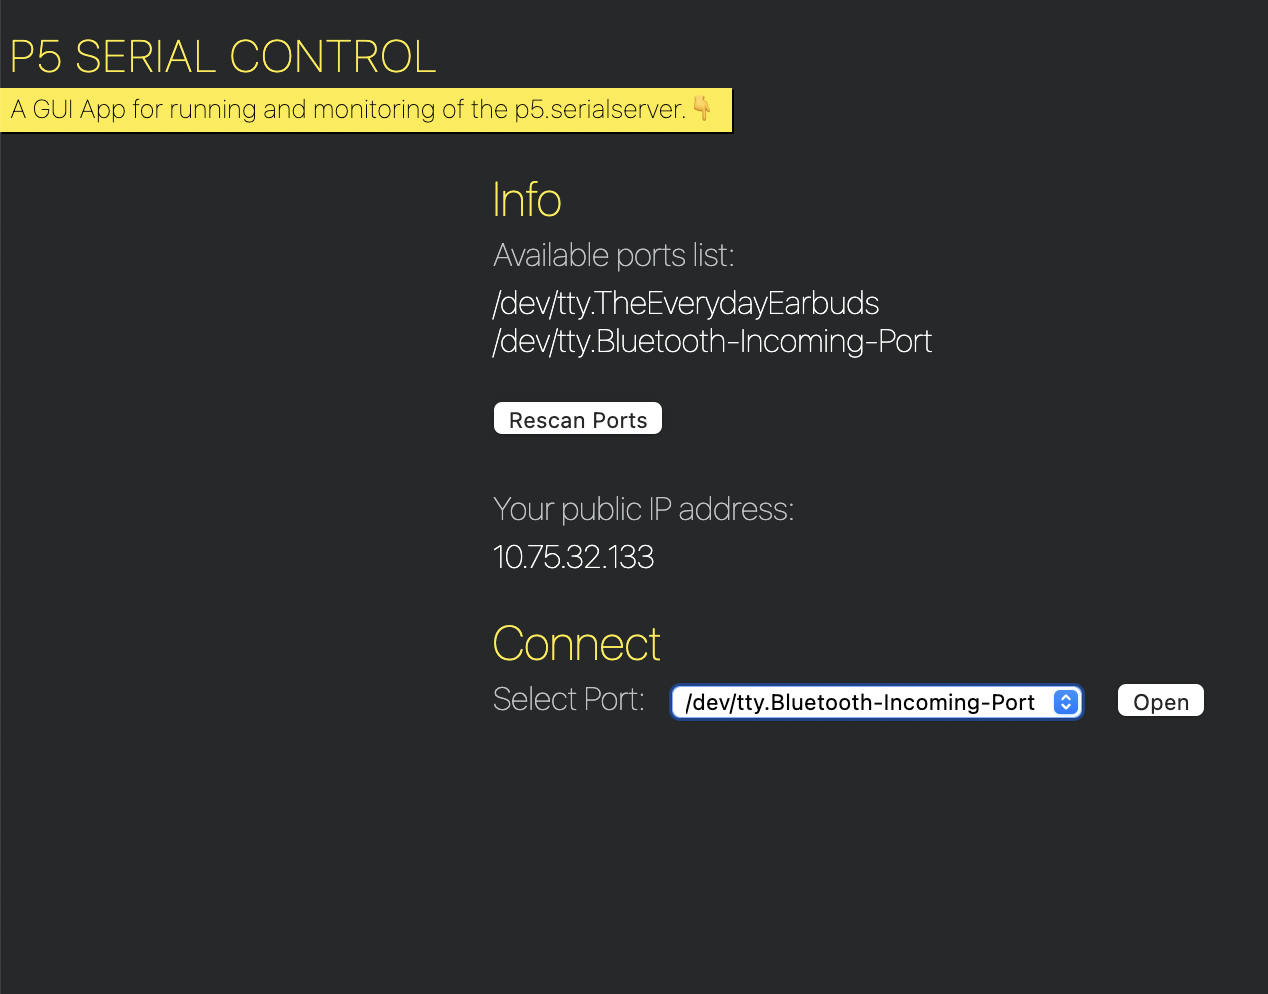 P5 SERIAL CONTROL
A GUI App for running and monitoring of the p5.serialserver.👇
Info
Available ports list:
/dev/tty.TheEverydayEarbuds
/dev/tty.Bluetooth-Incoming-Port
Rescan Ports
Your public IP address:
10.75.32.133
Connect
Select Port: /dev/tty.Bluetooth-Incoming-Port Open